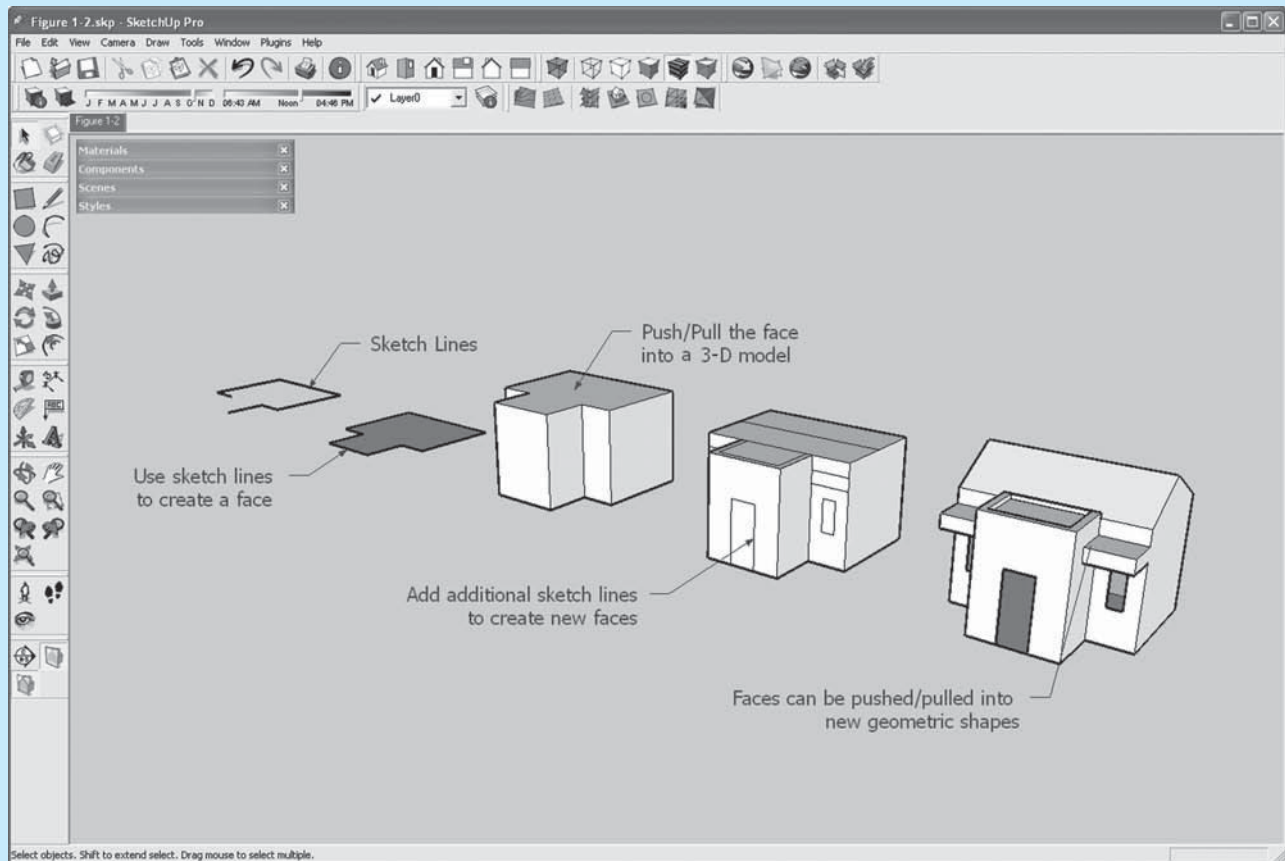 Figure 1-2.skp - SketchUp Pro
File Edit View Camera Draw Tools Window Plugins Help
J F M A M J J A S O N D 06:43 AM Noon 04:46 PM Layer0
Figure 1-2
Materials
Components
Scenes
Styles
Sketch Lines
Push/Pull the face
into a 3-D model
Use sketch lines
to create a face
Add additional sketch lines
to create new faces
Faces can be pushed/pulled into
new geometric shapes
Select objects. Shift to extend select. Drag mouse to select multiple.